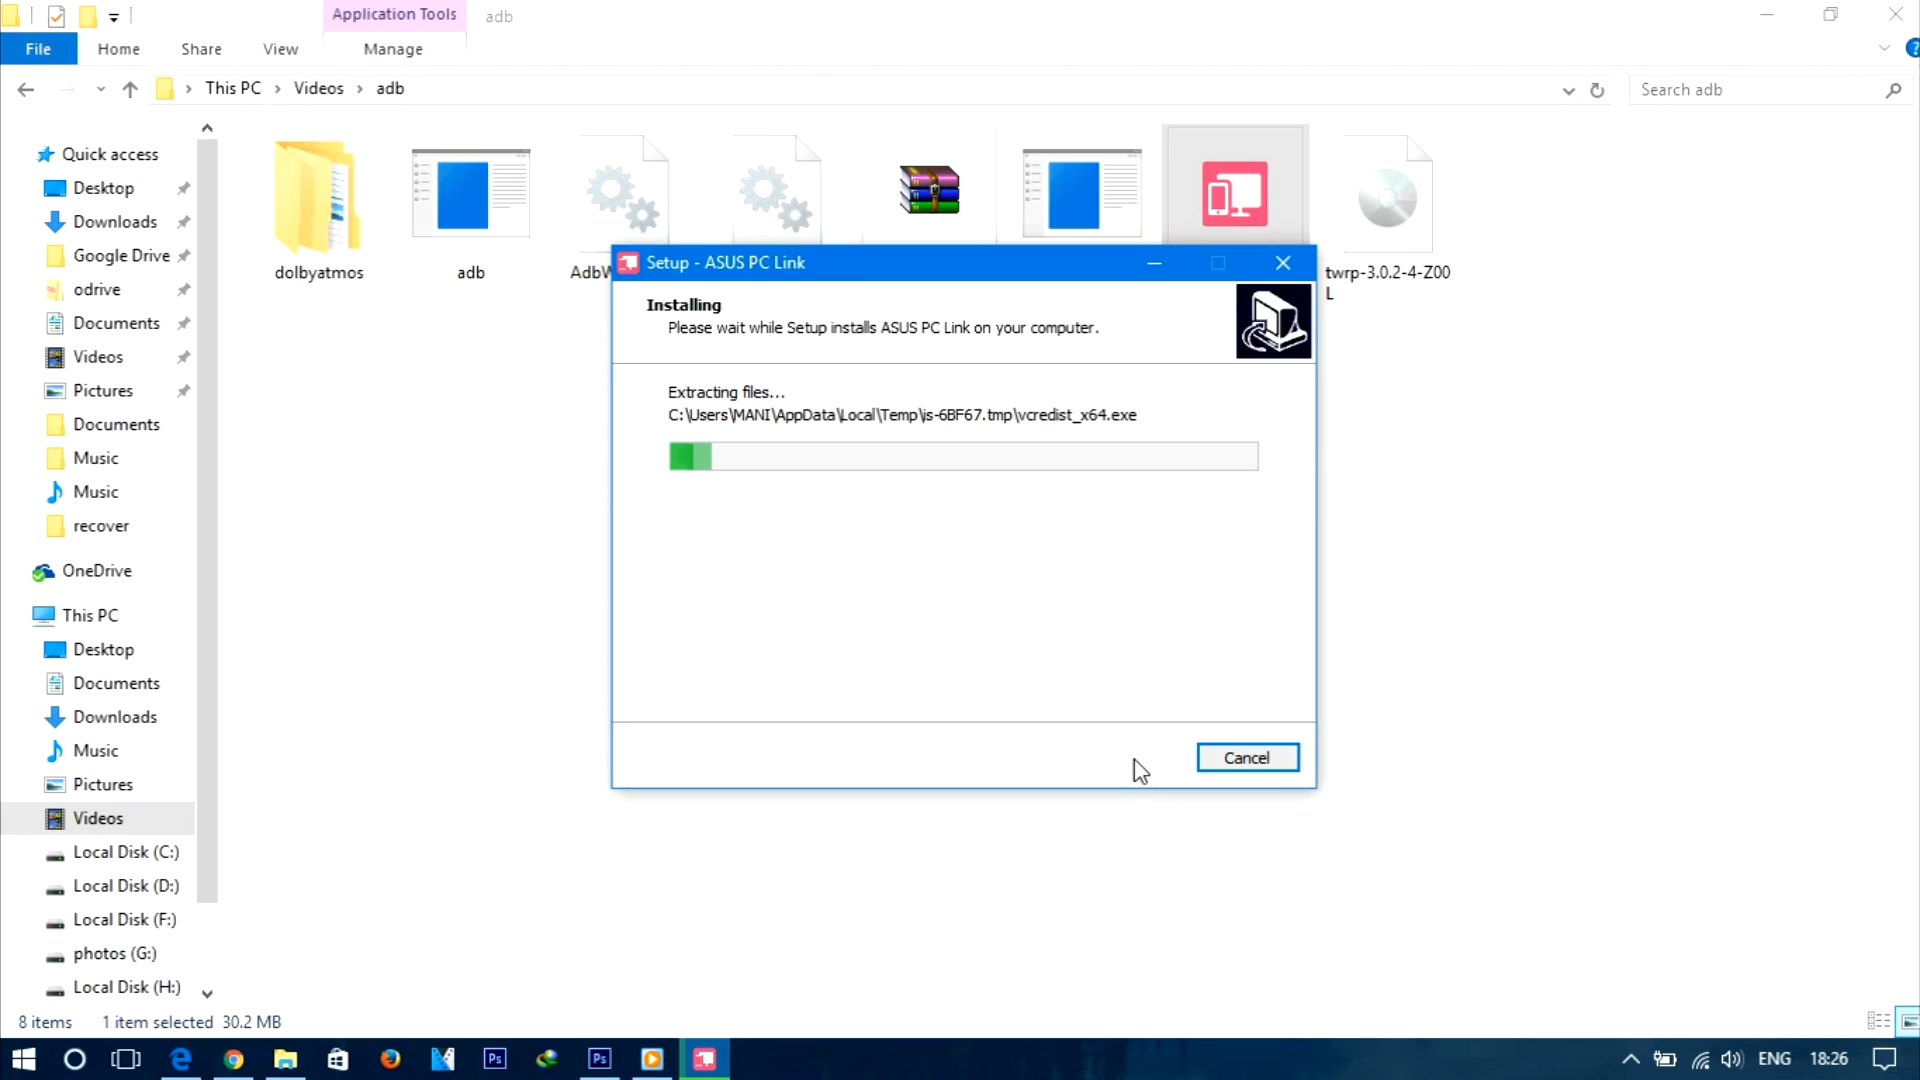 Application Tools
adb
File
Home
Share
View
Manage
This PC
Videos
adb
Search adb
Quick access
Desktop
Downloads
Google Drive
odrive
Documents
Videos
Pictures
Documents
Music
Music
recover
OneDrive
This PC
Desktop
Documents
Downloads
Music
Pictures
Videos
Local Disk (C:)
Local Disk (D:)
Local Disk (F:)
photos (G:)
Local Disk (H:)
dolbyatmos
adb
twrp-3.0.2-4-Z00
L
Setup - ASUS PC Link
Installing
Please wait while Setup installs ASUS PC Link on your computer.
Extracting files...
C:\Users\MANI\AppData\Local\Temp\is-6BF67.tmp\vcredist_x64.exe
Cancel
8 items
1 item selected 30.2 MB
Ps
Ps
ENG
18:26